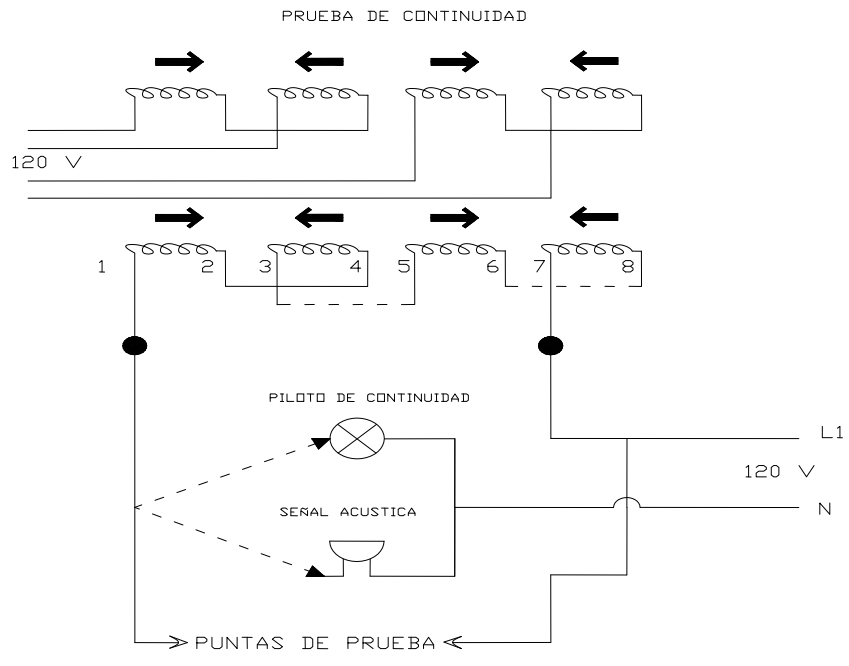 PRUEBA DE CONTINUIDAD
120 V
1 2 3 4 5 6 7 8
PILOTO DE CONTINUIDAD
L1
120 V
SEÑAL ACUSTICA
N
PUNTAS DE PRUEBA